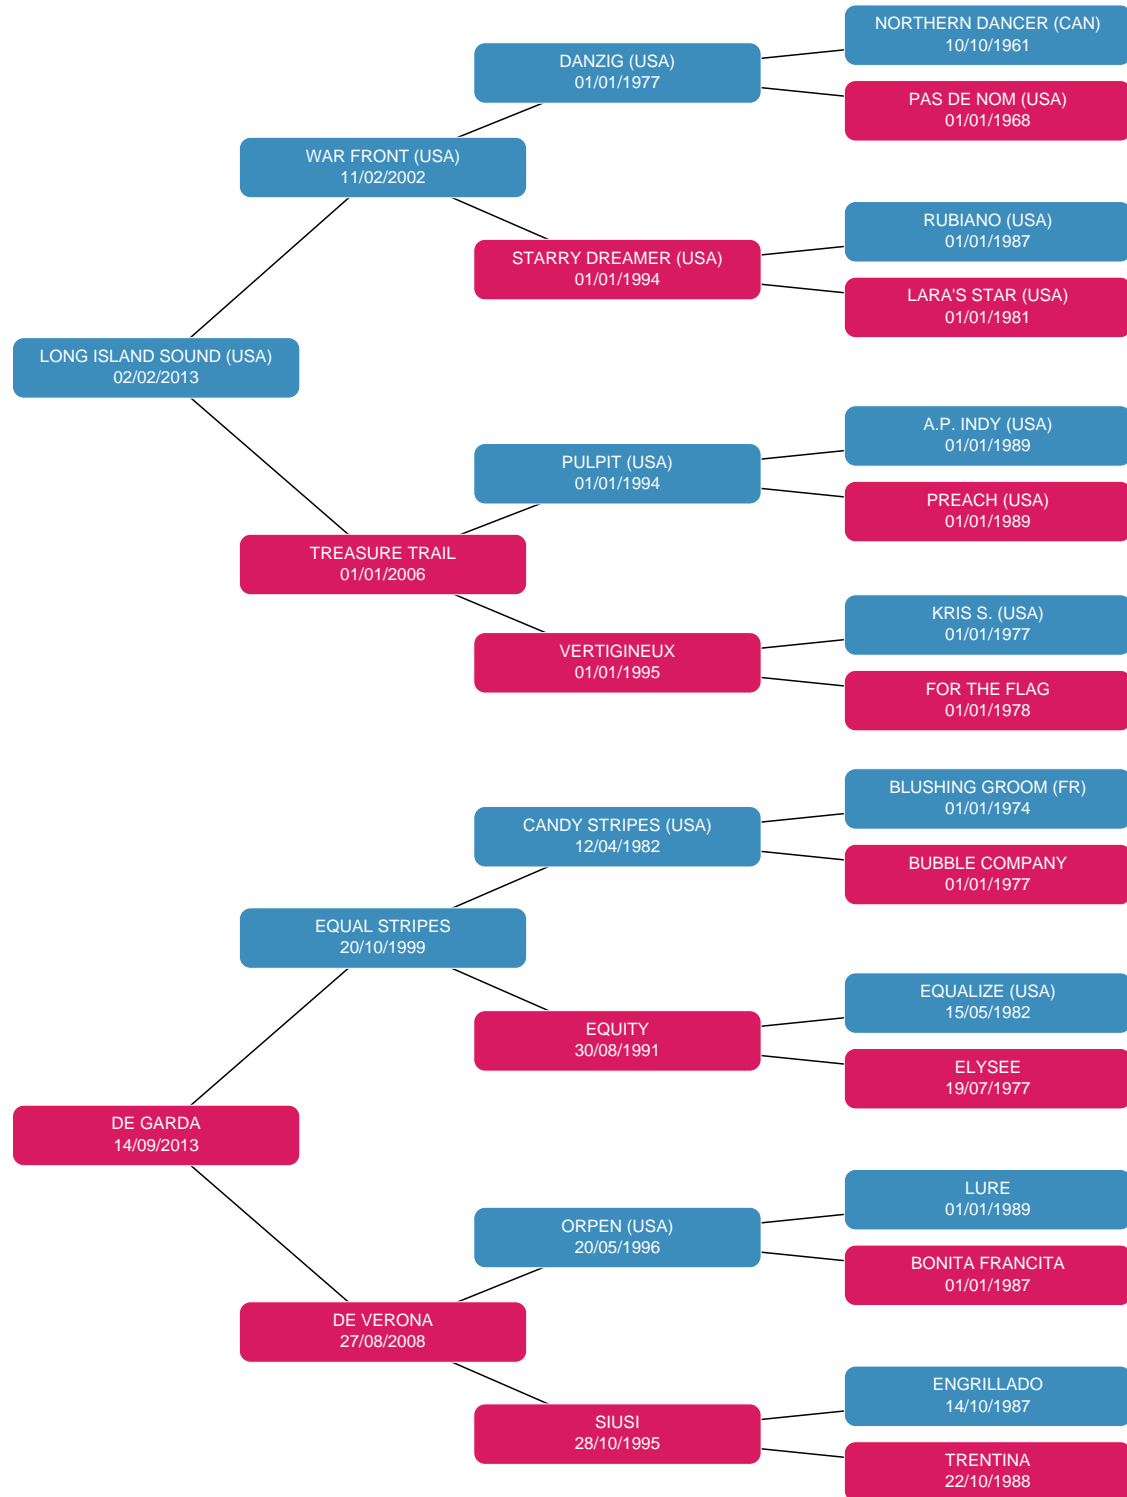 NORTHERN DANCER (CAN)
10/10/1961
DANZIG (USA)
01/01/1977
PAS DE NOM (USA)
01/01/1968
WAR FRONT (USA)
11/02/2002
RUBIANO (USA)
01/01/1987
STARRY DREAMER (USA)
01/01/1994
LARA'S STAR (USA)
01/01/1981
LONG ISLAND SOUND (USA)
02/02/2013
A.P. INDY (USA)
01/01/1989
PULPIT (USA)
01/01/1994
PREACH (USA)
01/01/1989
TREASURE TRAIL
01/01/2006
KRIS S. (USA)
01/01/1977
VERTIGINEUX
01/01/1995
FOR THE FLAG
01/01/1978
BLUSHING GROOM (FR)
01/01/1974
CANDY STRIPES (USA)
12/04/1982
BUBBLE COMPANY
01/01/1977
EQUAL STRIPES
20/10/1999
EQUALIZE (USA)
15/05/1982
EQUITY
30/08/1991
ELYSEE
19/07/1977
DE GARDA
14/09/2013
LURE
01/01/1989
ORPEN (USA)
20/05/1996
BONITA FRANCITA
01/01/1987
DE VERONA
27/08/2008
ENGRILLADO
14/10/1987
SIUSI
28/10/1995
TRENTINA
22/10/1988